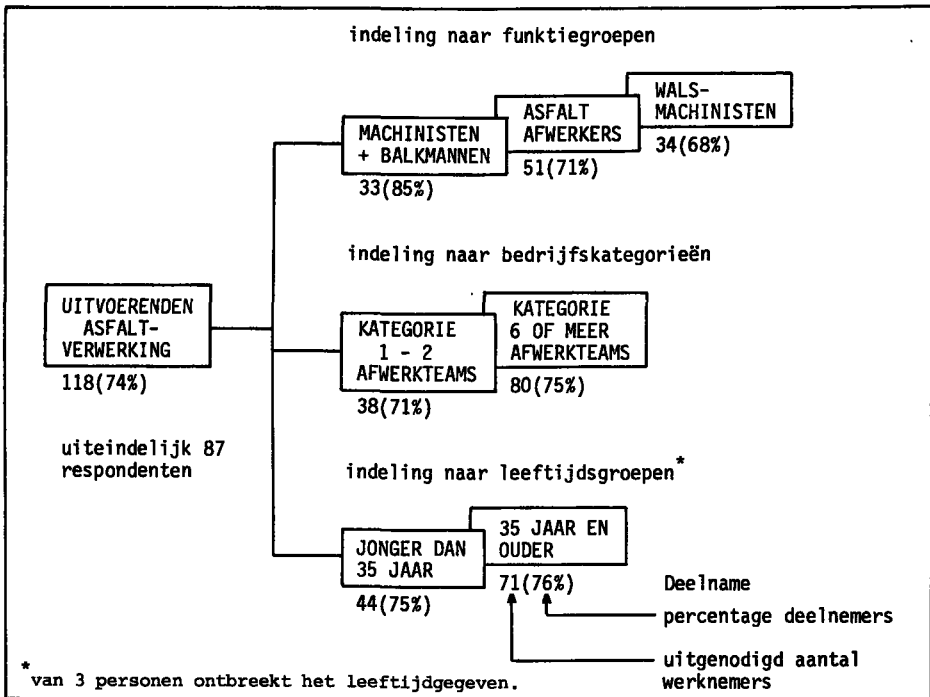 indeling naar funktiegroepen
MACHINISTEN
+ BALKMANNEN
33(85%)
ASFALT
AFWERKERS
51(71%)
WALS-
MACHINISTEN
34(68%)
indeling naar bedrijfskategorieën
UITVOERENDEN
ASFALT-
VERWERKING
118(74%)
uiteindelijk 87
respondenten
KATEGORIE
1 - 2
AFWERKTEAMS
38(71%)
KATEGORIE
6 OF MEER
AFWERKTEAMS
80(75%)
indeling naar leeftijdsgroepen*
JONGER DAN
35 JAAR
44(75%)
35 JAAR EN
OUDER
71(76%)
Deelname
percentage deelnemers
uitgenodigd aantal
werknemers
*van 3 personen ontbreekt het leeftijdgegeven.